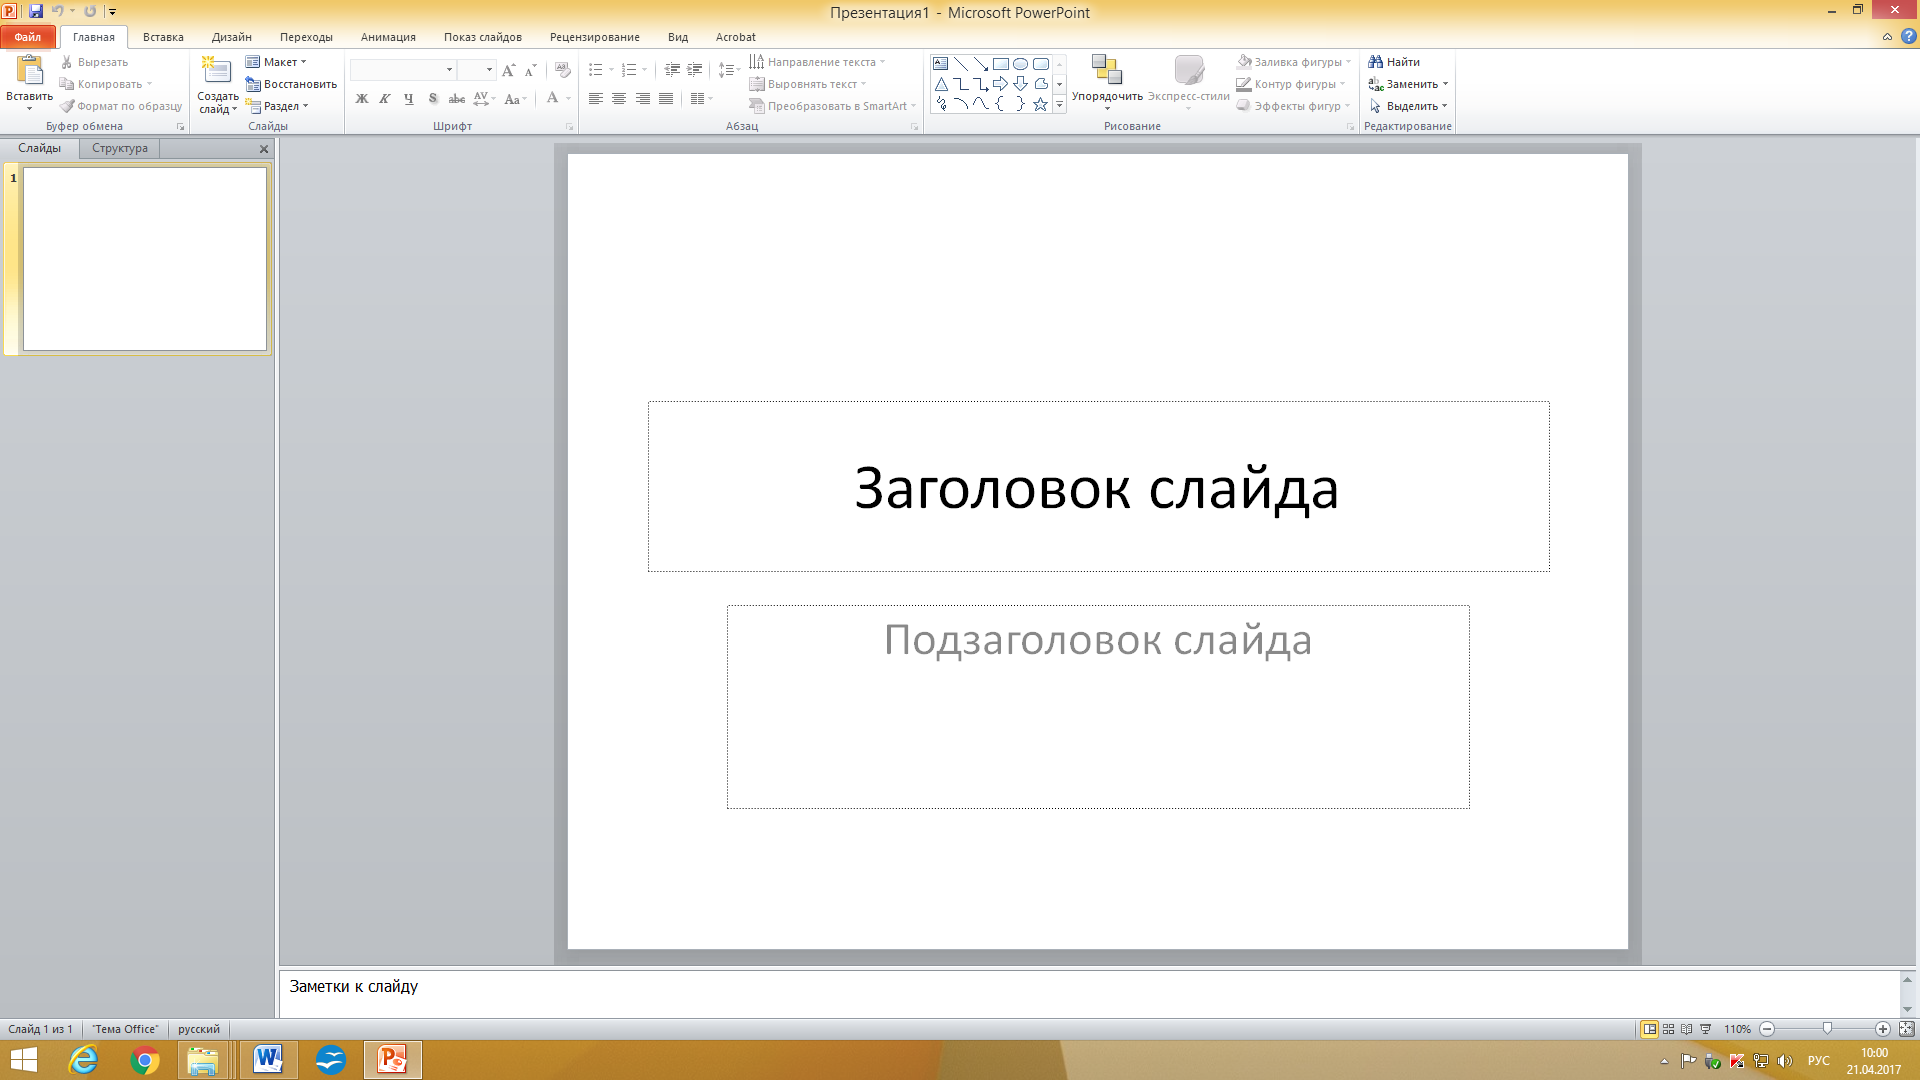 Презентация1 - Microsoft PowerPoint
Файл Главная Вставка Дизайн Переходы Анимация Показ слайдов Рецензирование Вид Acrobat
Вставить
Вырезать
Копировать
Формат по образцу
Буфер обмена
Создать слайд
Макет
Восстановить
Раздел
Слайды
Ж К Ч S abc AV Aa A
Шрифт
Направление текста
Выровнять текст
Преобразовать в SmartArt
Абзац
Упорядочить
Экспресс-стили
Заливка фигуры
Контур фигуры
Эффекты фигур
Рисование
Найти
Заменить
Выделить
Редактирование
Слайды Структура
1
Заголовок слайда
Подзаголовок слайда
Заметки к слайду
Слайд 1 из 1 "Тема Office" русский 110%
РУС 10:00
21.04.2017